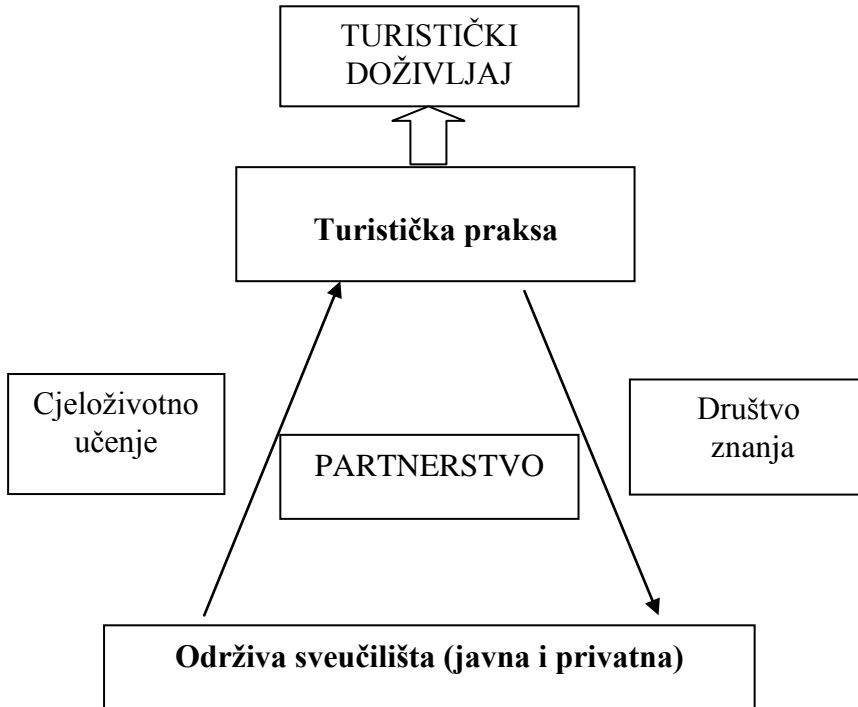 TURISTIČKI
DOŽIVLJAJ
Turistička praksa
Cjeloživotno
učenje
PARTNERSTVO
Društvo
znanja
Održiva sveučilišta (javna i privatna)